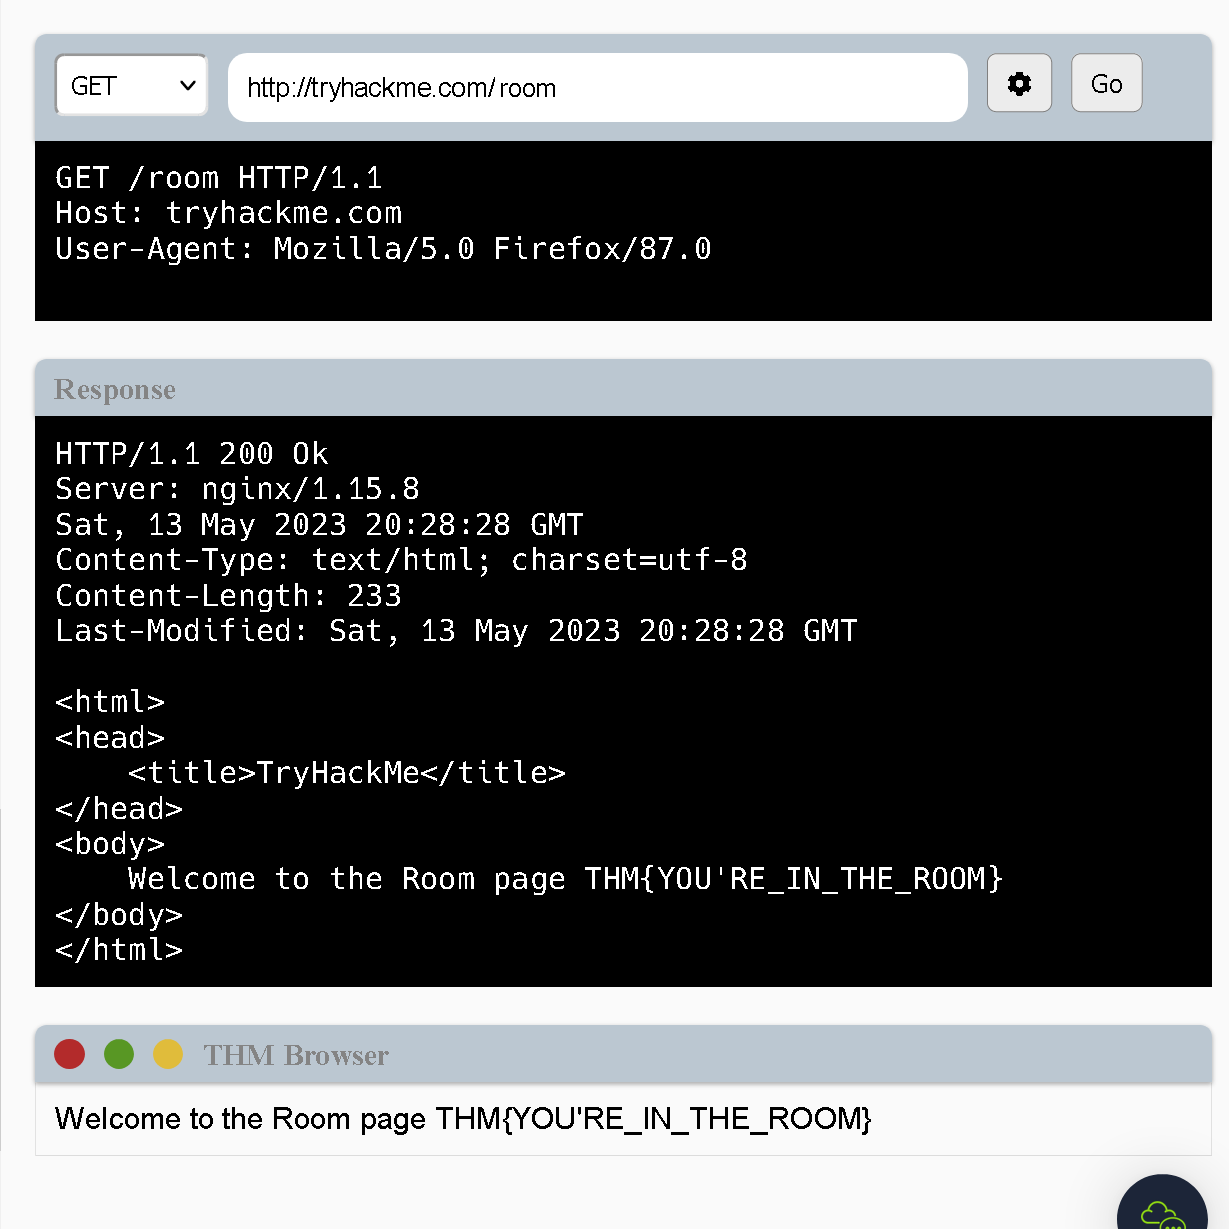 GET
http://tryhackme.com/room
Go
GET /room HTTP/1.1
Host: tryhackme.com
User-Agent: Mozilla/5.0 Firefox/87.0
Response
HTTP/1.1 200 Ok
Server: nginx/1.15.8
Sat, 13 May 2023 20:28:28 GMT
Content-Type: text/html; charset=utf-8
Content-Length: 233
Last-Modified: Sat, 13 May 2023 20:28:28 GMT
<html>
<head>
    <title>TryHackMe</title>
</head>
<body>
    Welcome to the Room page THM{YOU'RE_IN_THE_ROOM}
</body>
</html>
THM Browser
Welcome to the Room page THM{YOU'RE_IN_THE_ROOM}